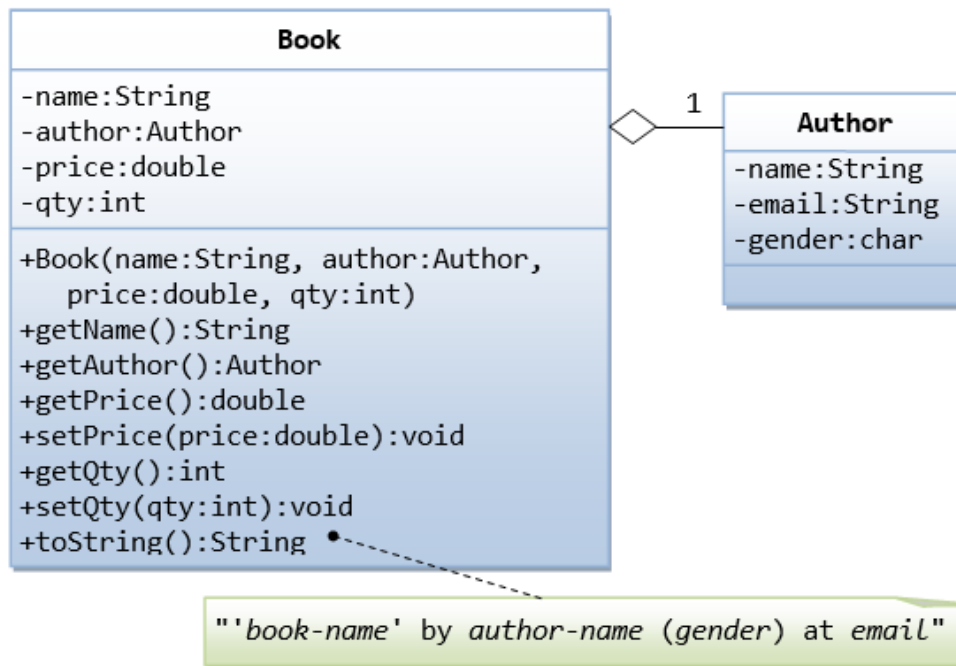 Book
-name:String
-author:Author
-price:double
-qty:int
+Book(name:String, author:Author,
price:double, qty:int)
+getName():String
+getAuthor():Author
+getPrice():double
+setPrice(price:double):void
+getQty():int
+setQty(qty:int):void
+toString():String
1
Author
-name:String
-email:String
-gender:char
"'book-name' by author-name (gender) at email"